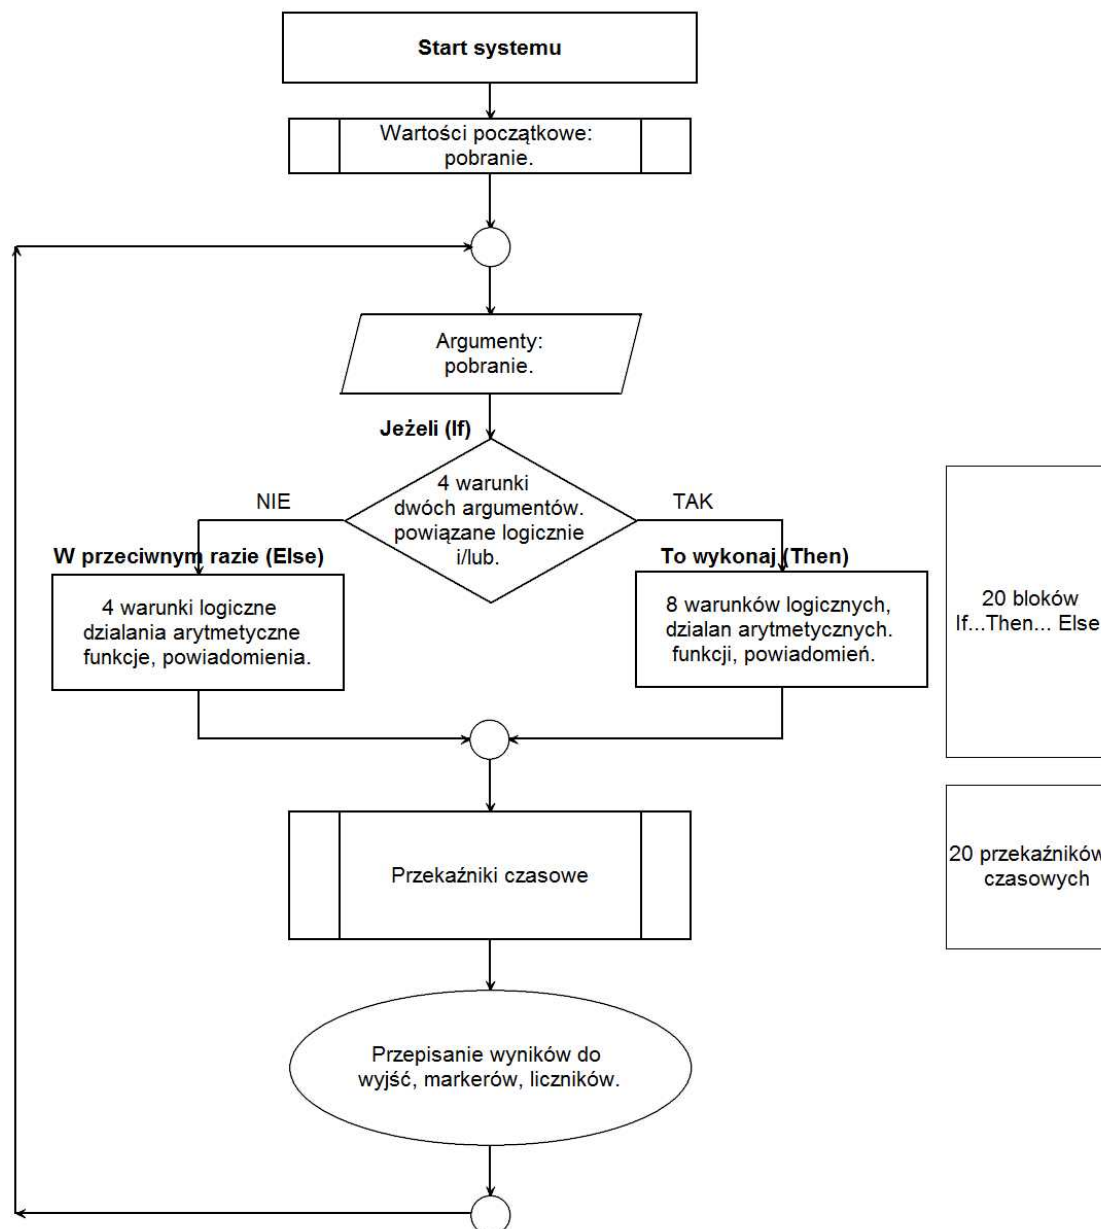 Start systemu
Wartości początkowe:
pobranie.
Argumenty:
pobranie.
Jeżeli (If)
4 warunki
dwóch argumentów.
powiązane logicznie
i/lub.
NIE
TAK
W przeciwnym razie (Else)
4 warunki logiczne
dzialania arytmetyczne
funkcje, powiadomienia.
To wykonaj (Then)
8 warunków logicznych,
dzialan arytmetycznych.
funkcji, powiadomień.
20 bloków
If...Then... Else
Przekaźniki czasowe
20 przekaźników
czasowych
Przepisanie wyników do
wyjść, markerów, liczników.